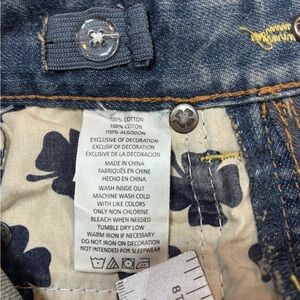 100% COTTON
100% COTON
100% ALGODON
EXCLUSIVE OF DECORATION
EXCLUSIF OF DECORATION
EXCLUSIVE DE LA DECORACION
MADE IN CHINA
FABRIQUÉS EN CHINE
HECHO EN CHINA
WASH INSIDE OUT
MACHINE WASH COLD
WITH LIKE COLORS
ONLY NON-CHLORINE
BLEACH WHEN NEEDED
TUMBLE DRY LOW
WARM IRON IF NECESSARY
DO NOT IRON ON DECORATION
NOT INTENDED FOR SLEEPWEAR
8